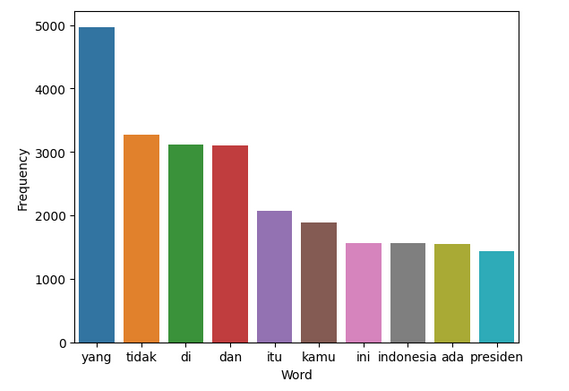 5000
4000
3000
2000
1000
0
Frequency
yang tidak di dan itu kamu ini indonesia ada presiden
Word